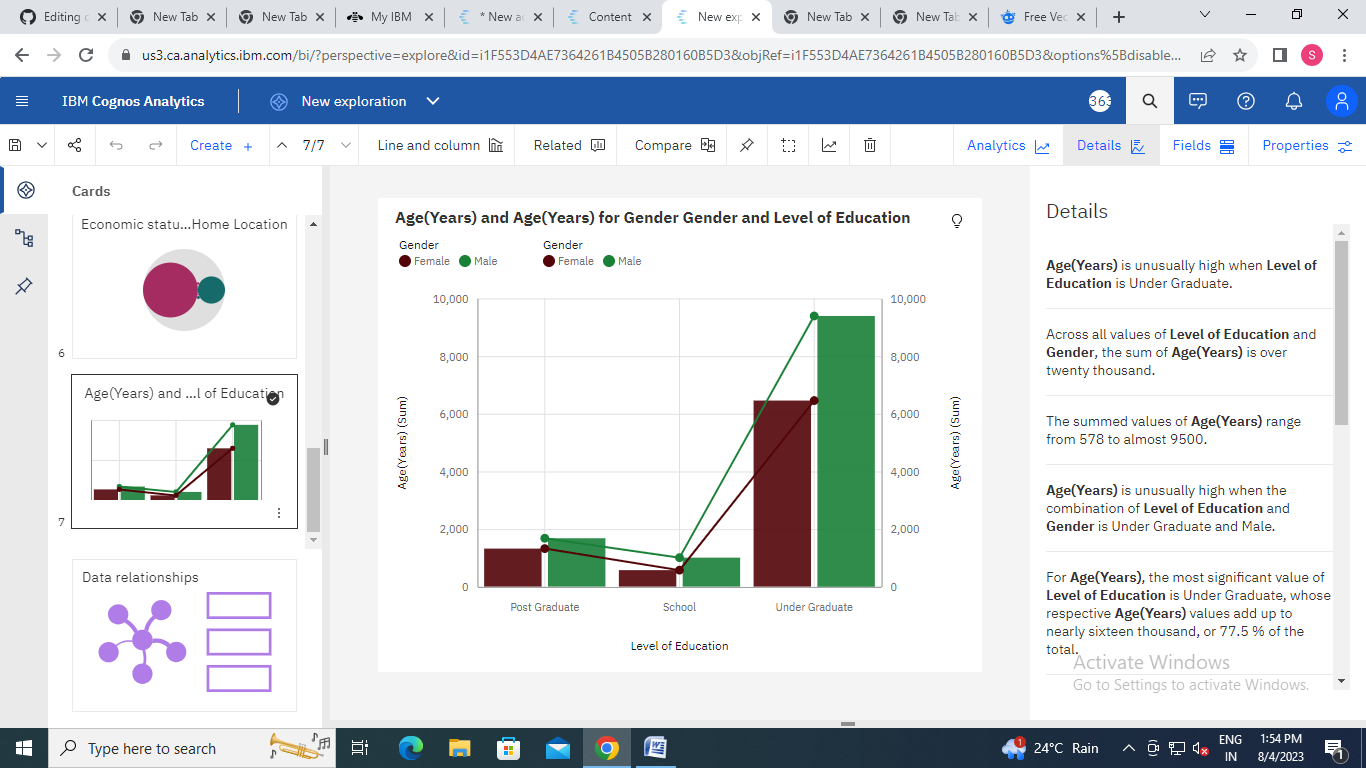 Editing
New Tab
New Tab
My IBM
* New
Content
New exp
New Tab
New Tab
Free Vec
us3.ca.analytics.ibm.com/bi/?perspective=explore&id=i1F553D4AE7364261B4505B280160B5D3&objRef=i1F553D4AE7364261B4505B280160B5D3&options%5Bdisable...
S
IBM Cognos Analytics
New exploration
363
Create +
7/7
Line and column
Related
Compare
Analytics
Details
Fields
Properties
Cards
Economic statu...Home Location
6
Age(Years) and ...l of Education
7
Data relationships
Age(Years) and Age(Years) for Gender Gender and Level of Education
Gender
Female Male
Gender
Female Male
10,000
8,000
6,000
4,000
2,000
0
Age(Years) (Sum)
10,000
8,000
6,000
4,000
2,000
0
Age(Years) (Sum)
Post Graduate
School
Under Graduate
Level of Education
Details
Age(Years) is unusually high when Level of
Education is Under Graduate.
Across all values of Level of Education and
Gender, the sum of Age(Years) is over
twenty thousand.
The summed values of Age(Years) range
from 578 to almost 9500.
Age(Years) is unusually high when the
combination of Level of Education and
Gender is Under Graduate and Male.
For Age(Years), the most significant value of
Level of Education is Under Graduate, whose
respective Age(Years) values add up to
nearly sixteen thousand, or 77.5 % of the
total.
Activate Windows
Go to Settings to activate Windows.
Type here to search
1
24°C Rain
ENG
IN
1:54 PM
8/4/2023
1